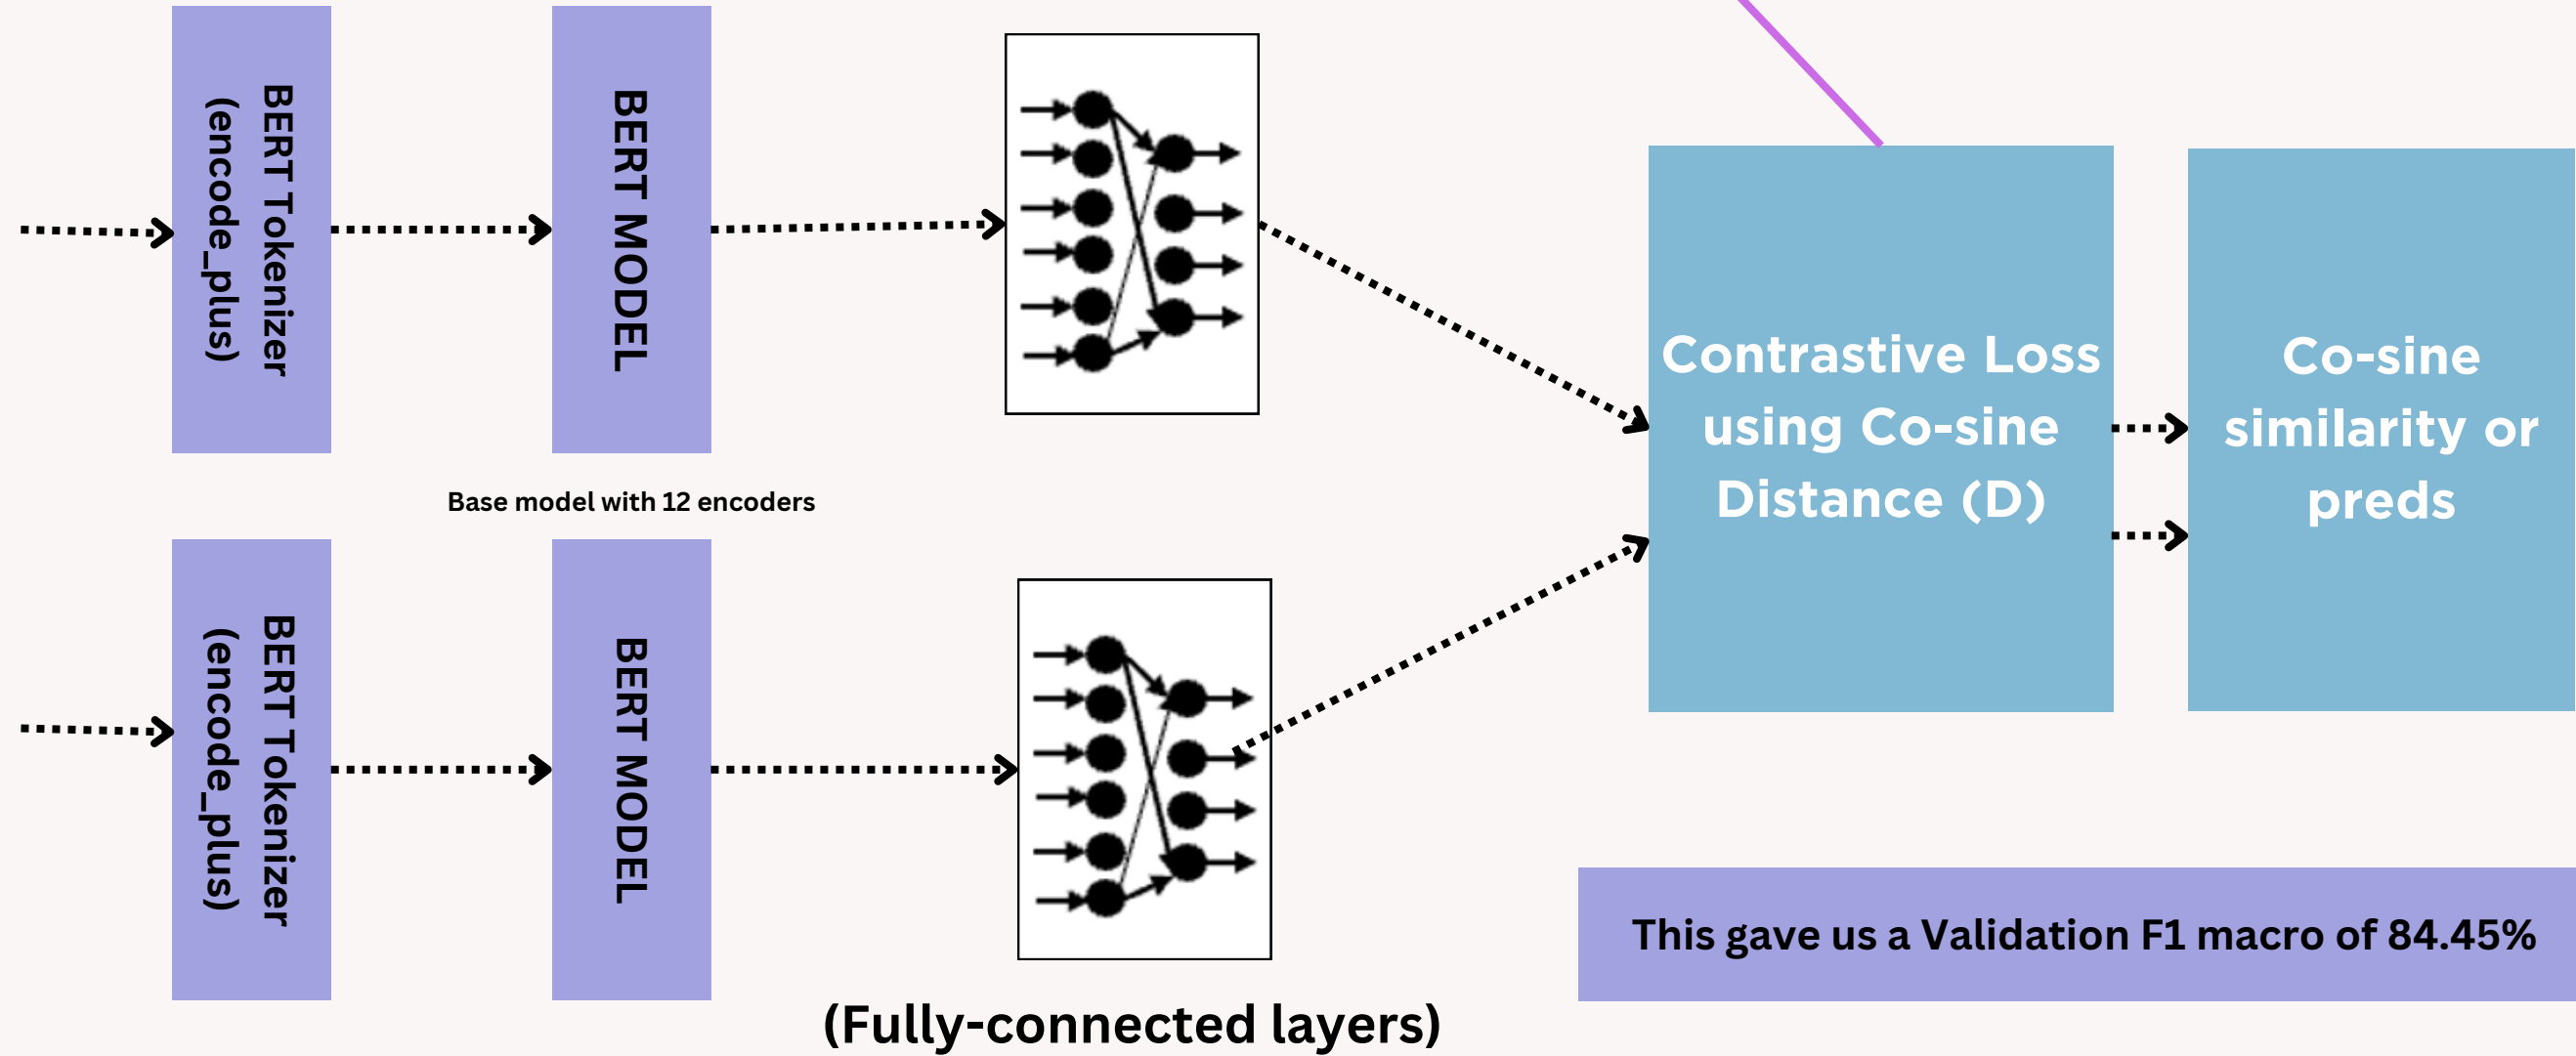 BERT Tokenizer
(encode_plus)
BERT MODEL
Base model with 12 encoders
BERT Tokenizer
(encode_plus)
BERT MODEL
(Fully-connected layers)
Contrastive Loss
using Co-sine
Distance (D)
Co-sine
similarity or
preds
This gave us a Validation F1 macro of 84.45%